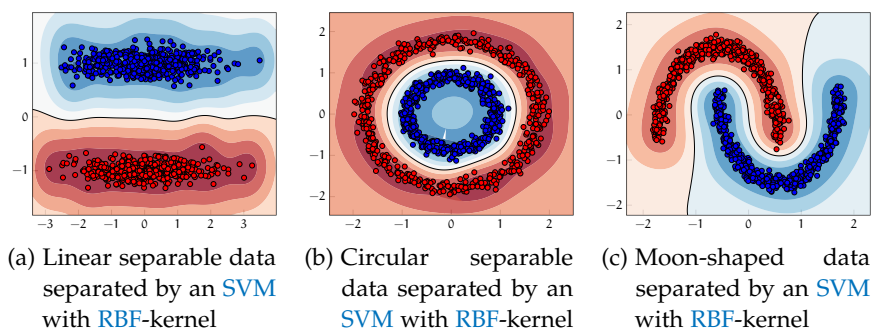 1
0
−1
−3 −2 −1 0 1 2 3
2
1
0
−1
−2
−2 −1 0 1 2
2
1
0
−1
−2
−2 −1 0 1 2
(a) Linear separable data
separated by an SVM
with RBF-kernel
(b) Circular separable
data separated by an
SVM with RBF-kernel
(c) Moon-shaped data
separated by an SVM
with RBF-kernel